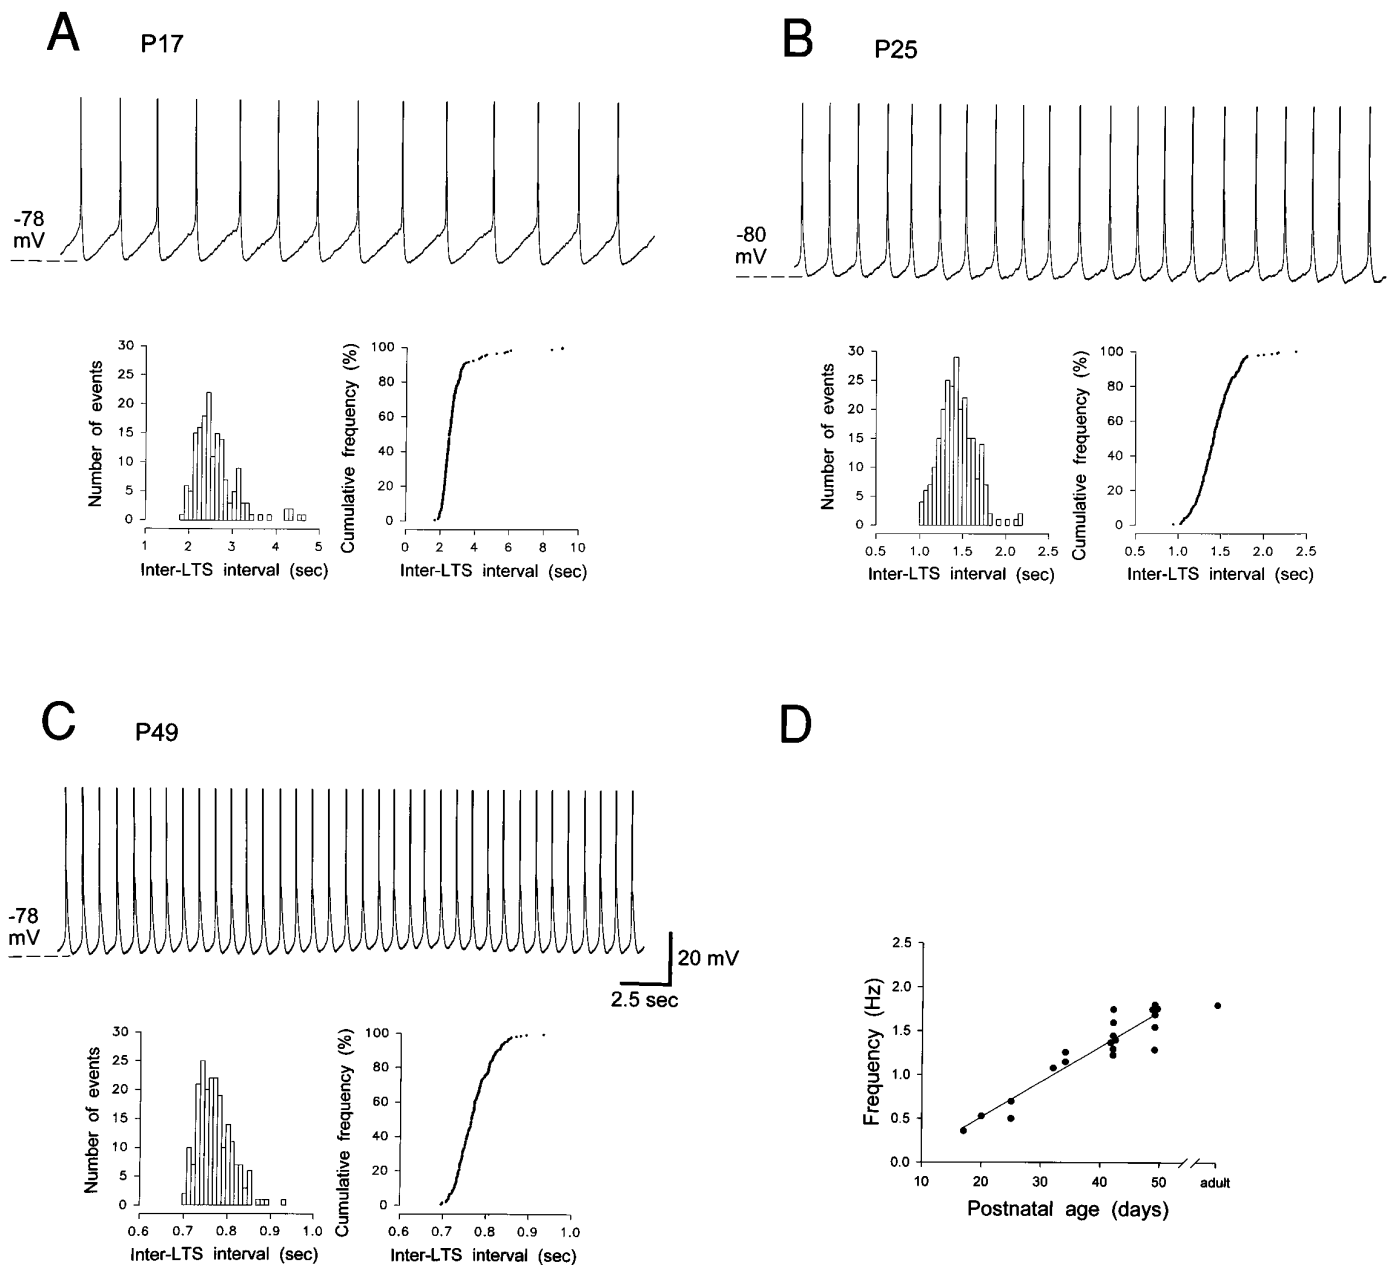 A
P17
-78
mV
Number of events
30
25
20
15
10
5
0
1 2 3 4 5
Inter-LTS interval (sec)
Cumulative frequency (%)
100
80
60
40
20
0
0 2 4 6 8 10
Inter-LTS interval (sec)
B
P25
-80
mV
Number of events
30
25
20
15
10
5
0
0.5 1.0 1.5 2.0 2.5
Inter-LTS interval (sec)
Cumulative frequency (%)
100
80
60
40
20
0
0.5 1.0 1.5 2.0 2.5
Inter-LTS interval (sec)
C
P49
-78
mV
20 mV
2.5 sec
Number of events
30
25
20
15
10
5
0
0.6 0.7 0.8 0.9 1.0
Inter-LTS interval (sec)
Cumulative frequency (%)
100
80
60
40
20
0
0.6 0.7 0.8 0.9 1.0
Inter-LTS interval (sec)
D
Frequency (Hz)
2.5
2.0
1.5
1.0
0.5
0.0
10 20 30 40 50 adult
Postnatal age (days)